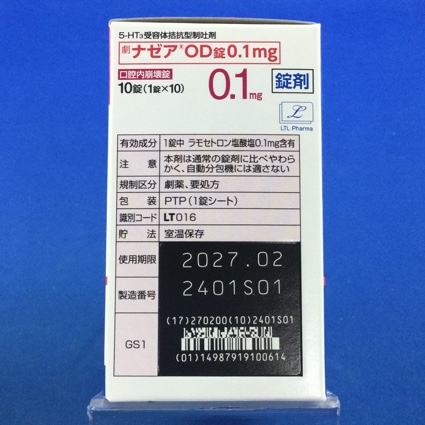 5-HT₃受容体拮抗型制吐剤
劇 ナゼア®OD錠0.1mg
口腔内崩壊錠
10錠(1錠×10)
0.1mg
錠剤
LTL Pharma
有効成分 1錠中 ラモセトロン塩酸塩0.1mg含有
注意 本剤は通常の錠剤に比べやわら
かく、自動分包機には適さない
規制区分 劇薬、要処方
包装 PTP(1錠シート)
識別コード LT016
貯法 室温保存
使用期限 2027.02
製造番号 2401S01
(17)270200(10)2401S01
GS1
(01)14987919100614